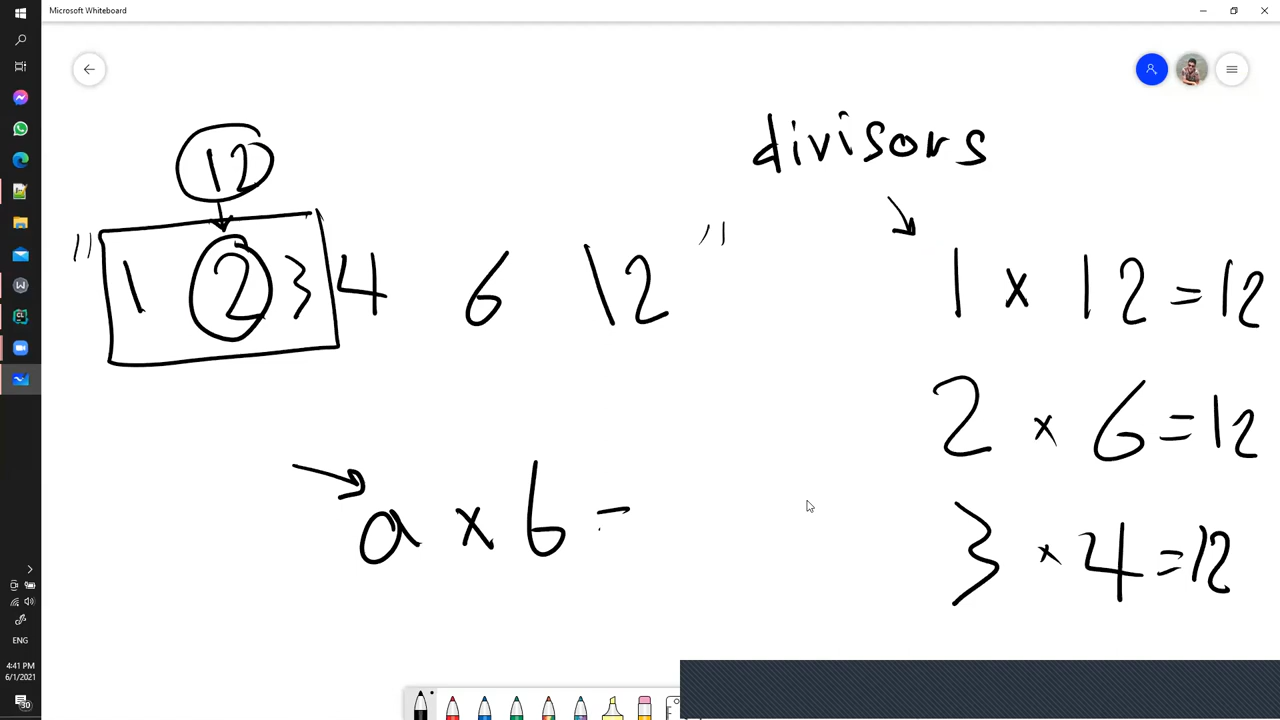 Microsoft Whiteboard
divisors
12
" 1 2 3 4 6 12 "
1 x 12 = 12
2 x 6 = 12
a x b =
3 x 4 = 12
ENG
4:41 PM
6/1/2021
30